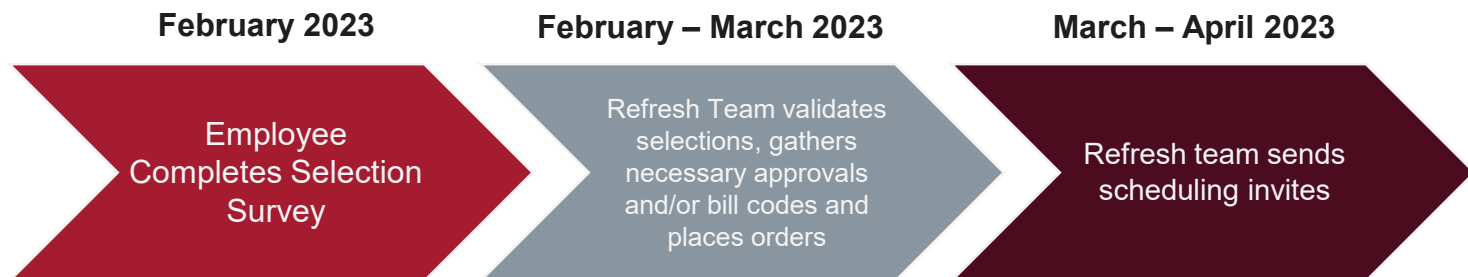 February 2023
February – March 2023
March – April 2023
Employee
Completes Selection
Survey
Refresh Team validates
selections, gathers
necessary approvals
and/or bill codes and
places orders
Refresh team sends
scheduling invites